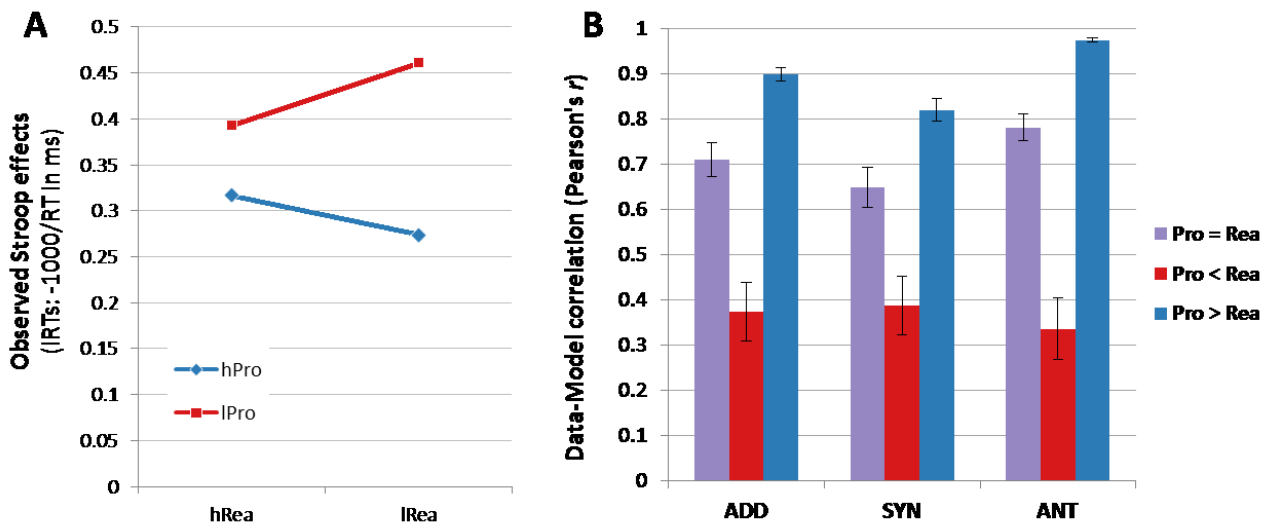 A
Observed Stroop effects
(IRTs: -1000/RT In ms)
0.5
0.45
0.4
0.35
0.3
0.25
0.2
0.15
0.1
0.05
0
hPro
lPro
hRea
lRea
B
Data-Model correlation (Pearson's r)
1
0.9
0.8
0.7
0.6
0.5
0.4
0.3
0.2
0.1
0
ADD
SYN
ANT
Pro = Rea
Pro < Rea
Pro > Rea